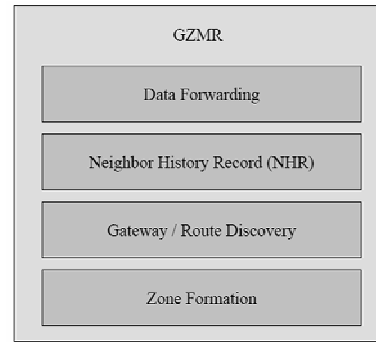 GZMR
Data Forwarding
Neighbor History Record (NHR)
Gateway / Route Discovery
Zone Formation